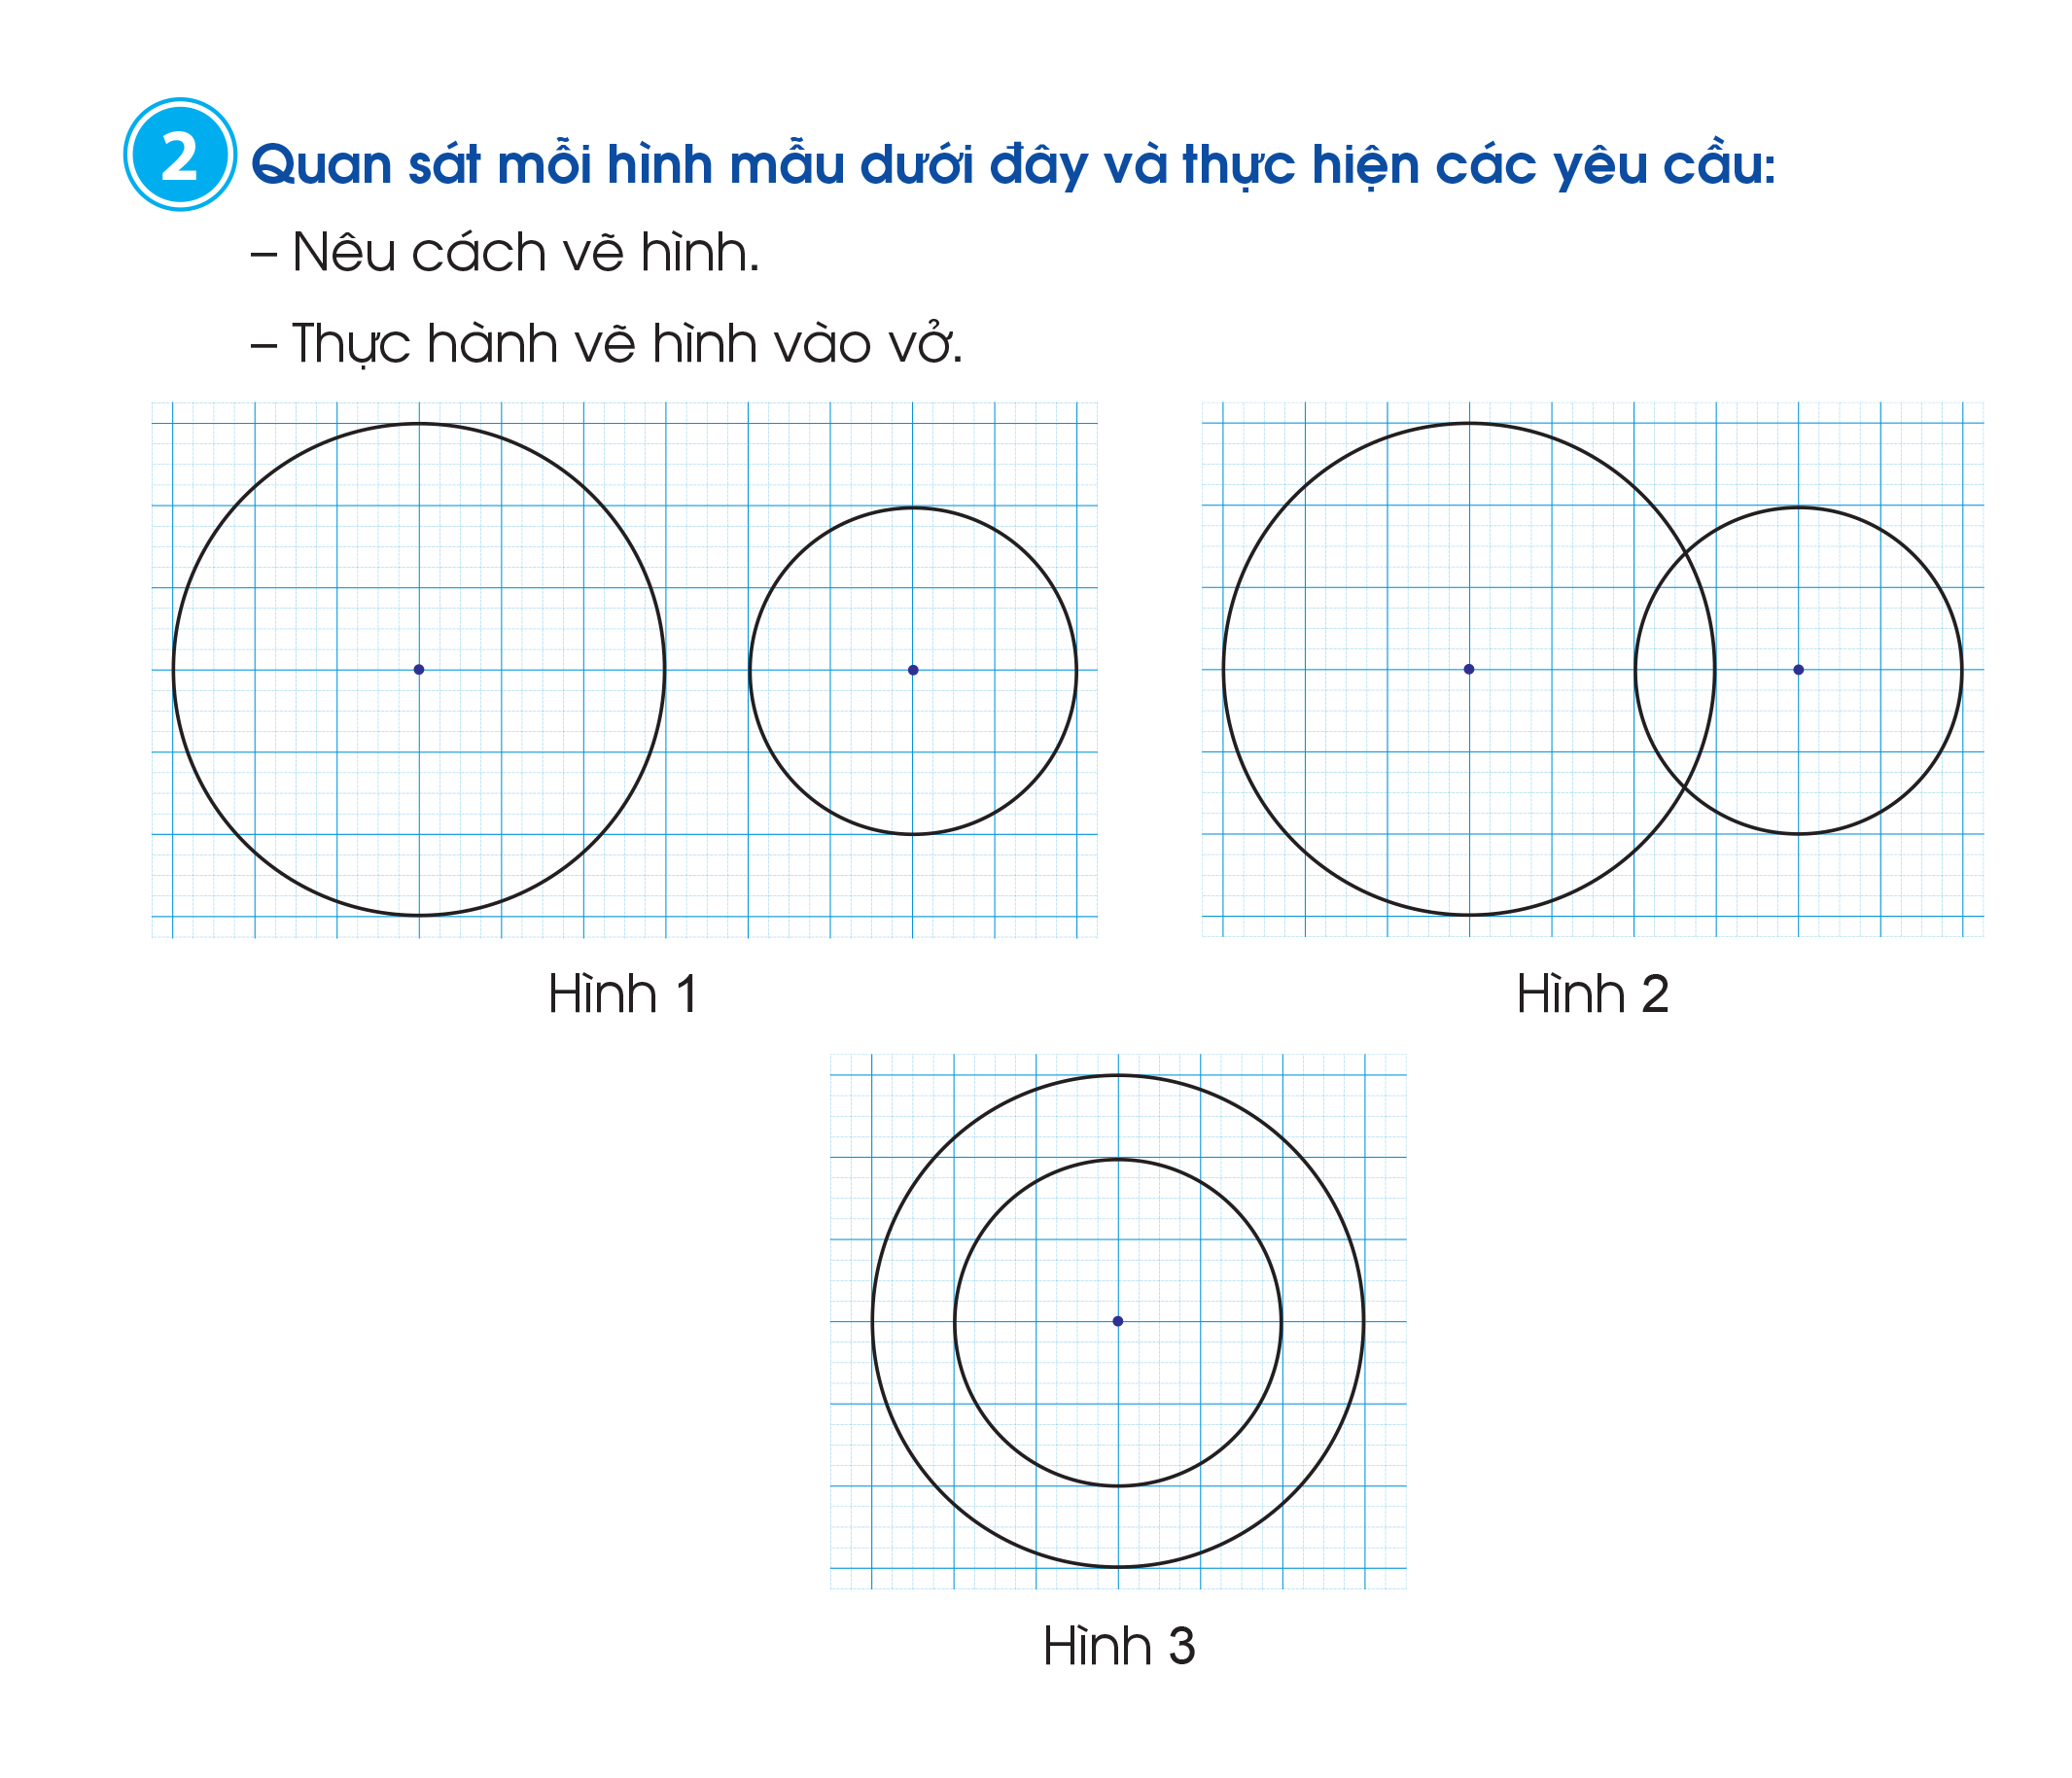 2 Quan sát mỗi hình mẫu dưới đây và thực hiện các yêu cầu:
– Nêu cách vẽ hình.
– Thực hành vẽ hình vào vở.
Hình 1
Hình 2
Hình 3